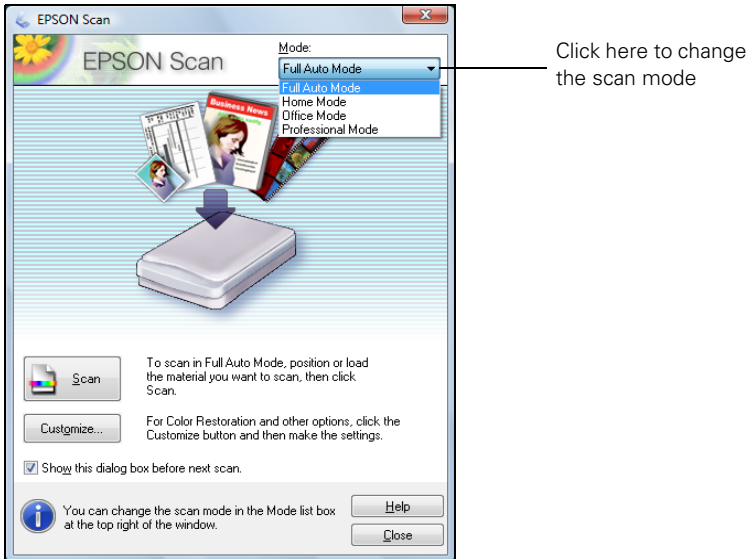 EPSON Scan
EPSON Scan
Mode:
Full Auto Mode
Full Auto Mode
Home Mode
Office Mode
Professional Mode
Click here to change
the scan mode
Business News
Scan
To scan in Full Auto Mode, position or load
the material you want to scan, then click
Scan.
Customize...
For Color Restoration and other options, click the
Customize button and then make the settings.
Show this dialog box before next scan.
You can change the scan mode in the Mode list box
at the top right of the window.
Help
Close